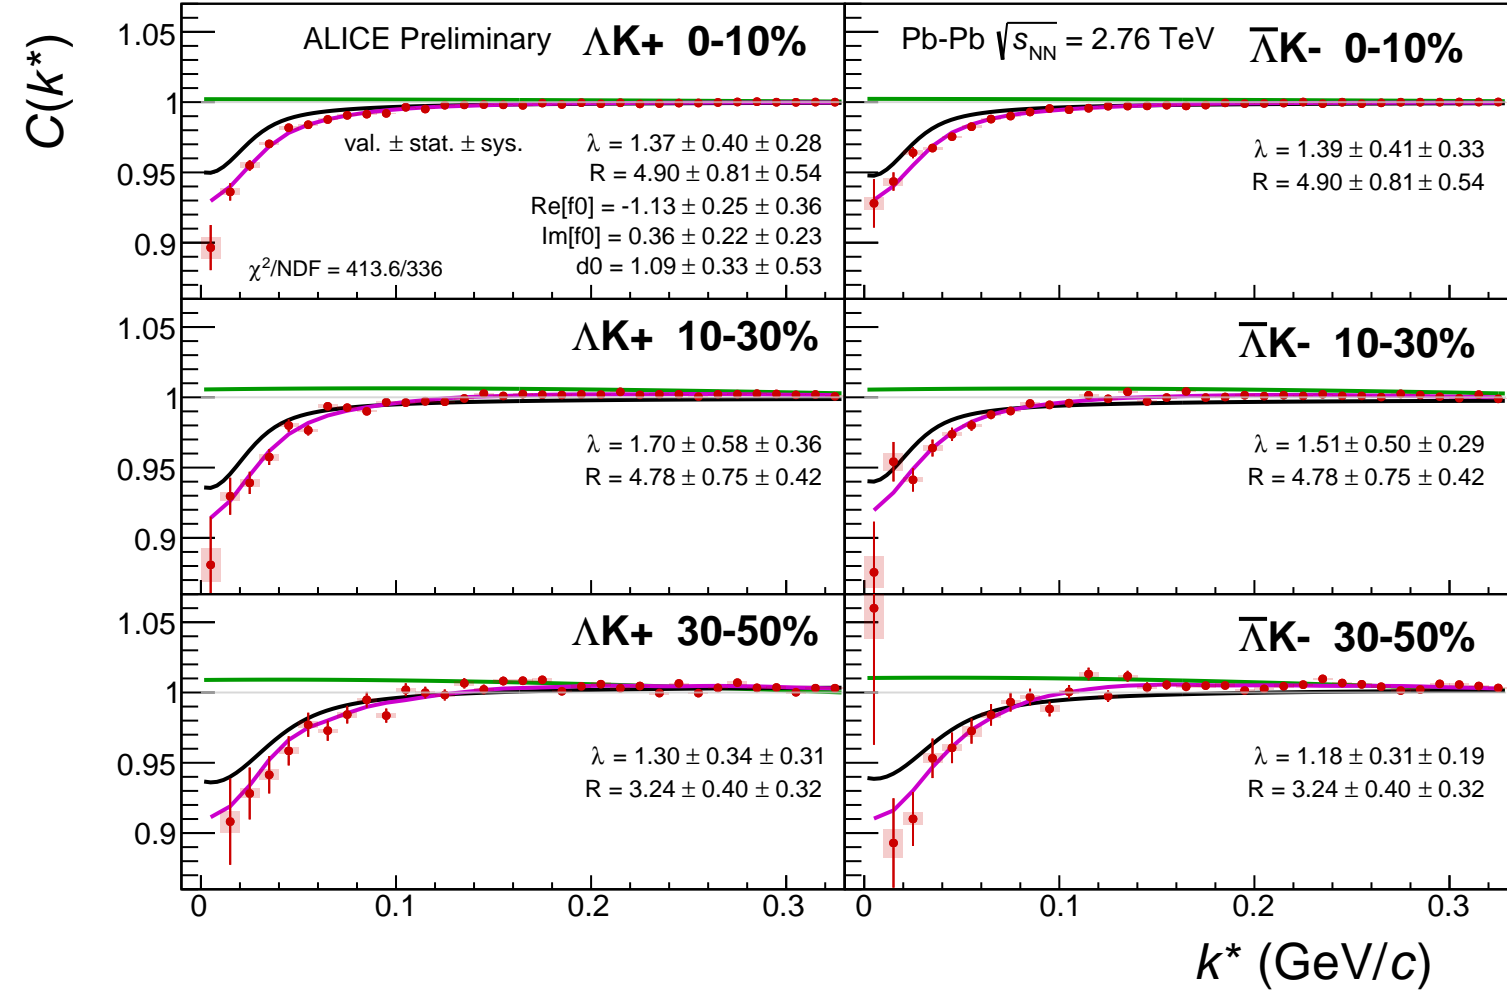 C(k*)
ALICE Preliminary ΛK+ 0-10%
val. ± stat. ± sys.
λ = 1.37 ± 0.40 ± 0.28
R = 4.90 ± 0.81 ± 0.54
Re[f0] = -1.13 ± 0.25 ± 0.36
Im[f0] = 0.36 ± 0.22 ± 0.23
d0 = 1.09 ± 0.33 ± 0.53
χ²/NDF = 413.6/336
1.05
1
0.95
0.9
Pb-Pb √sNN = 2.76 TeV Λ̅K- 0-10%
λ = 1.39 ± 0.41 ± 0.33
R = 4.90 ± 0.81 ± 0.54
ΛK+ 10-30%
λ = 1.70 ± 0.58 ± 0.36
R = 4.78 ± 0.75 ± 0.42
1.05
1
0.95
0.9
Λ̅K- 10-30%
λ = 1.51 ± 0.50 ± 0.29
R = 4.78 ± 0.75 ± 0.42
ΛK+ 30-50%
λ = 1.30 ± 0.34 ± 0.31
R = 3.24 ± 0.40 ± 0.32
1.05
1
0.95
0.9
Λ̅K- 30-50%
λ = 1.18 ± 0.31 ± 0.19
R = 3.24 ± 0.40 ± 0.32
0 0.1 0.2 0.3
0 0.1 0.2 0.3
k* (GeV/c)